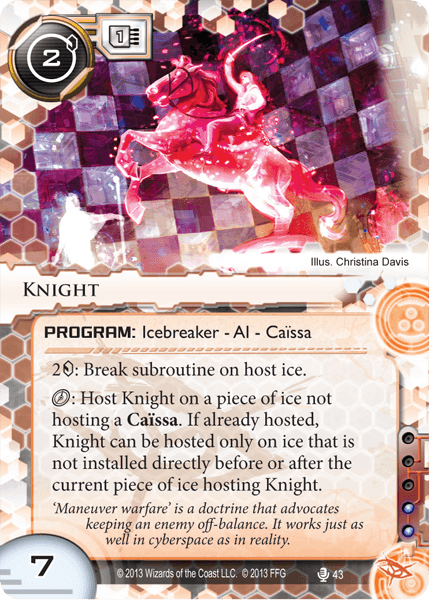 2
1
Illus. Christina Davis
KNIGHT
PROGRAM: Icebreaker - AI - Caïssa
2: Break subroutine on host ice.
: Host Knight on a piece of ice not
hosting a Caïssa. If already hosted,
Knight can be hosted only on ice that is
not installed directly before or after the
current piece of ice hosting Knight.
‘Maneuver warfare’ is a doctrine that advocates
keeping an enemy off-balance. It works just as
well in cyberspace as in reality.
7
© 2013 Wizards of the Coast LLC. © 2013 FFG
43